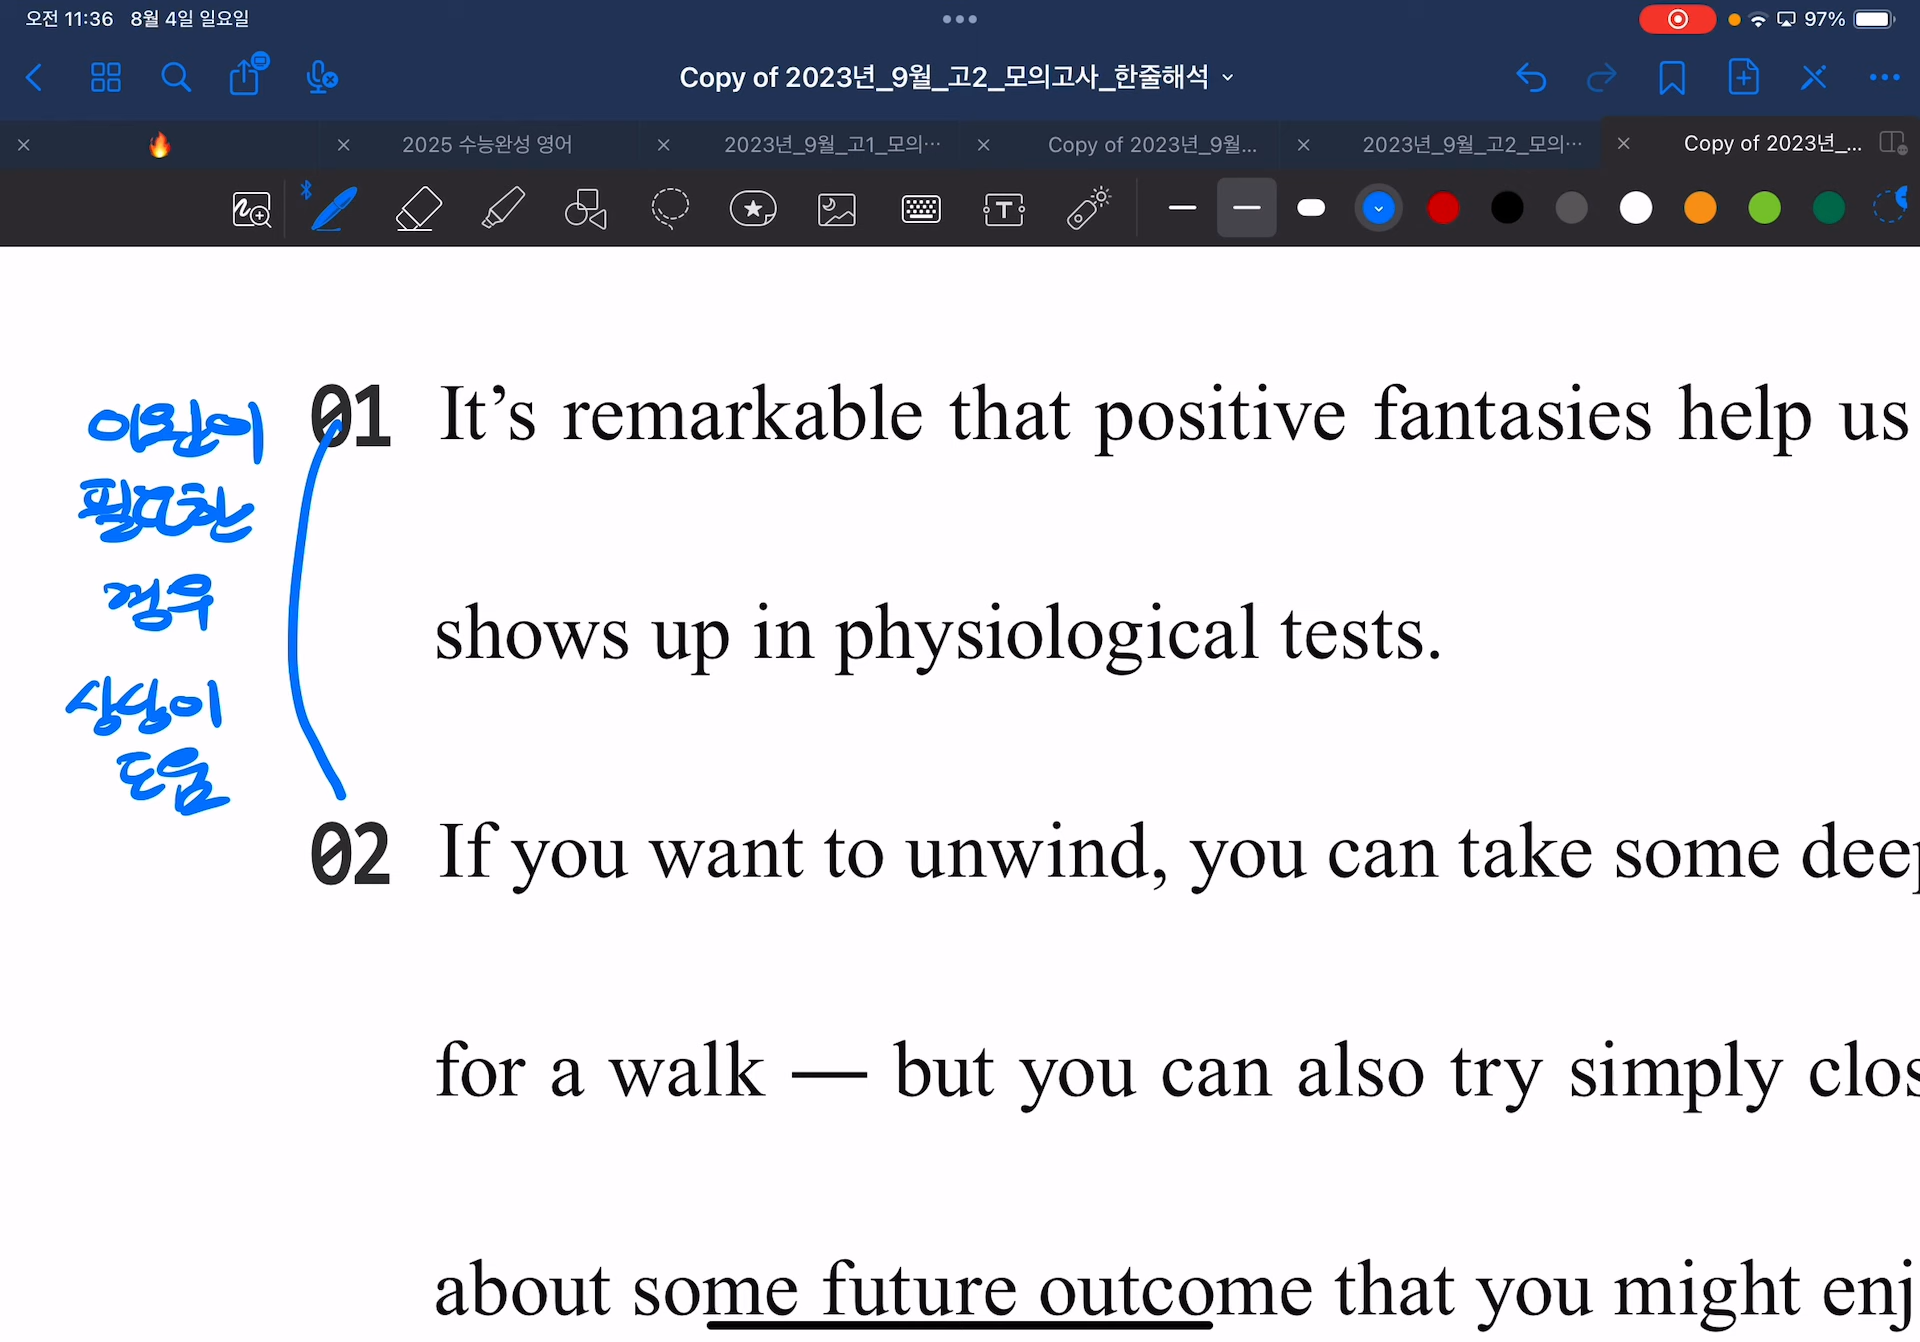 오전 11:36 8월 4일 일요일
97%
Copy of 2023년_9월_고2_모의고사_한줄해석
2025 수능완성 영어
2023년_9월_고1_모의…
Copy of 2023년_9월…
2023년_9월_고2_모의…
Copy of 2023년_…
이완이
필요한
경우
상상이
도움
01 It's remarkable that positive fantasies help us
shows up in physiological tests.
02 If you want to unwind, you can take some deep
for a walk — but you can also try simply clos
about some future outcome that you might enj